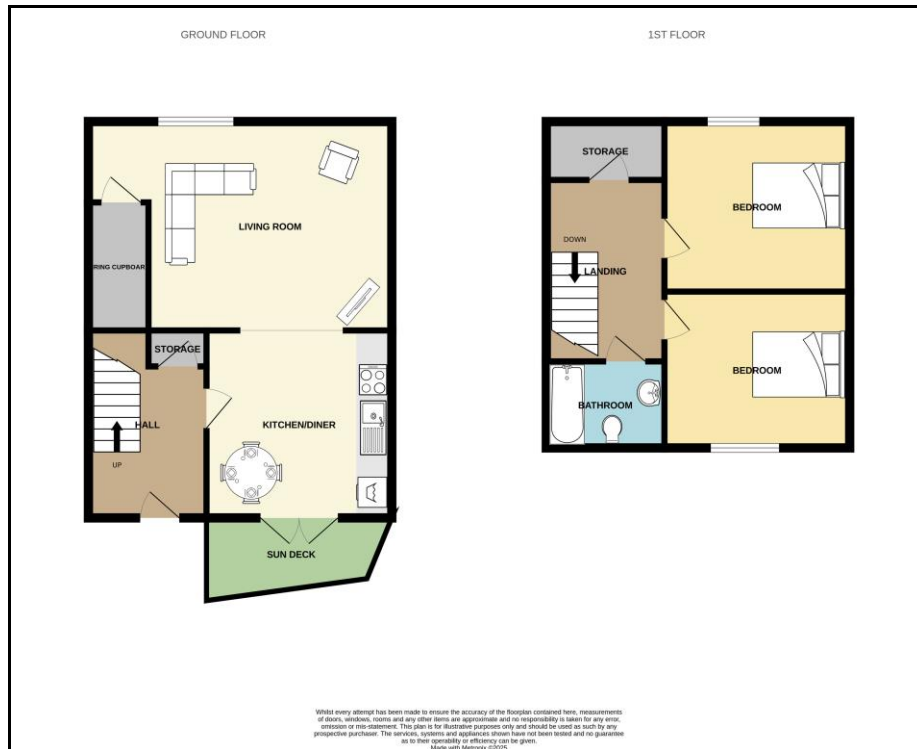 GROUND FLOOR
1ST FLOOR
LIVING ROOM
RING CUPBOAR
STORAGE
HALL
UP
KITCHEN/DINER
SUN DECK
STORAGE
BEDROOM
DOWN
LANDING
BEDROOM
BATHROOM
Whilst every attempt has been made to ensure the accuracy of the floorplan contained here, measurements
of doors, windows, rooms and any other items are approximate and no responsibility is taken for any error,
omission or mis-statement. This plan is for illustrative purposes only and should be used as such by any
prospective purchaser. The services, systems and appliances shown have not been tested and no guarantee
as to their operability or efficiency can be given.
Made with Metropix ©2025